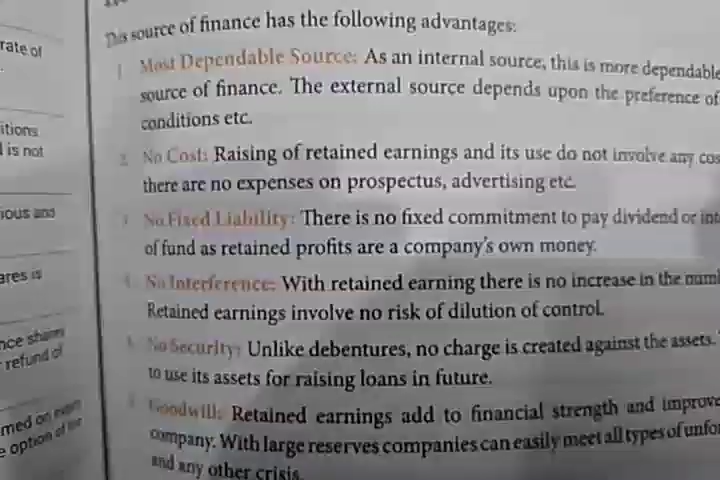 rate of
itions
is not
ious and
ares is
nce shares
refund of
med on
option of
This source of finance has the following advantages:
1. Most Dependable Source: As an internal source, this is more dependable
source of finance. The external source depends upon the preference of
conditions etc.
2. No Cost: Raising of retained earnings and its use do not involve any
there are no expenses on prospectus, advertising etc.
No Fixed Liability: There is no fixed commitment to pay dividend or
of fund as retained profits are a company's own money.
No Interference: With retained earning there is no increase in the
Retained earnings involve no risk of dilution of control.
No Security: Unlike debentures, no charge is created against the assets.
to use its assets for raising loans in future.
Goodwill: Retained earnings add to financial strength and improve
company. With large reserves companies can easily meet all types of
and any other crisis.